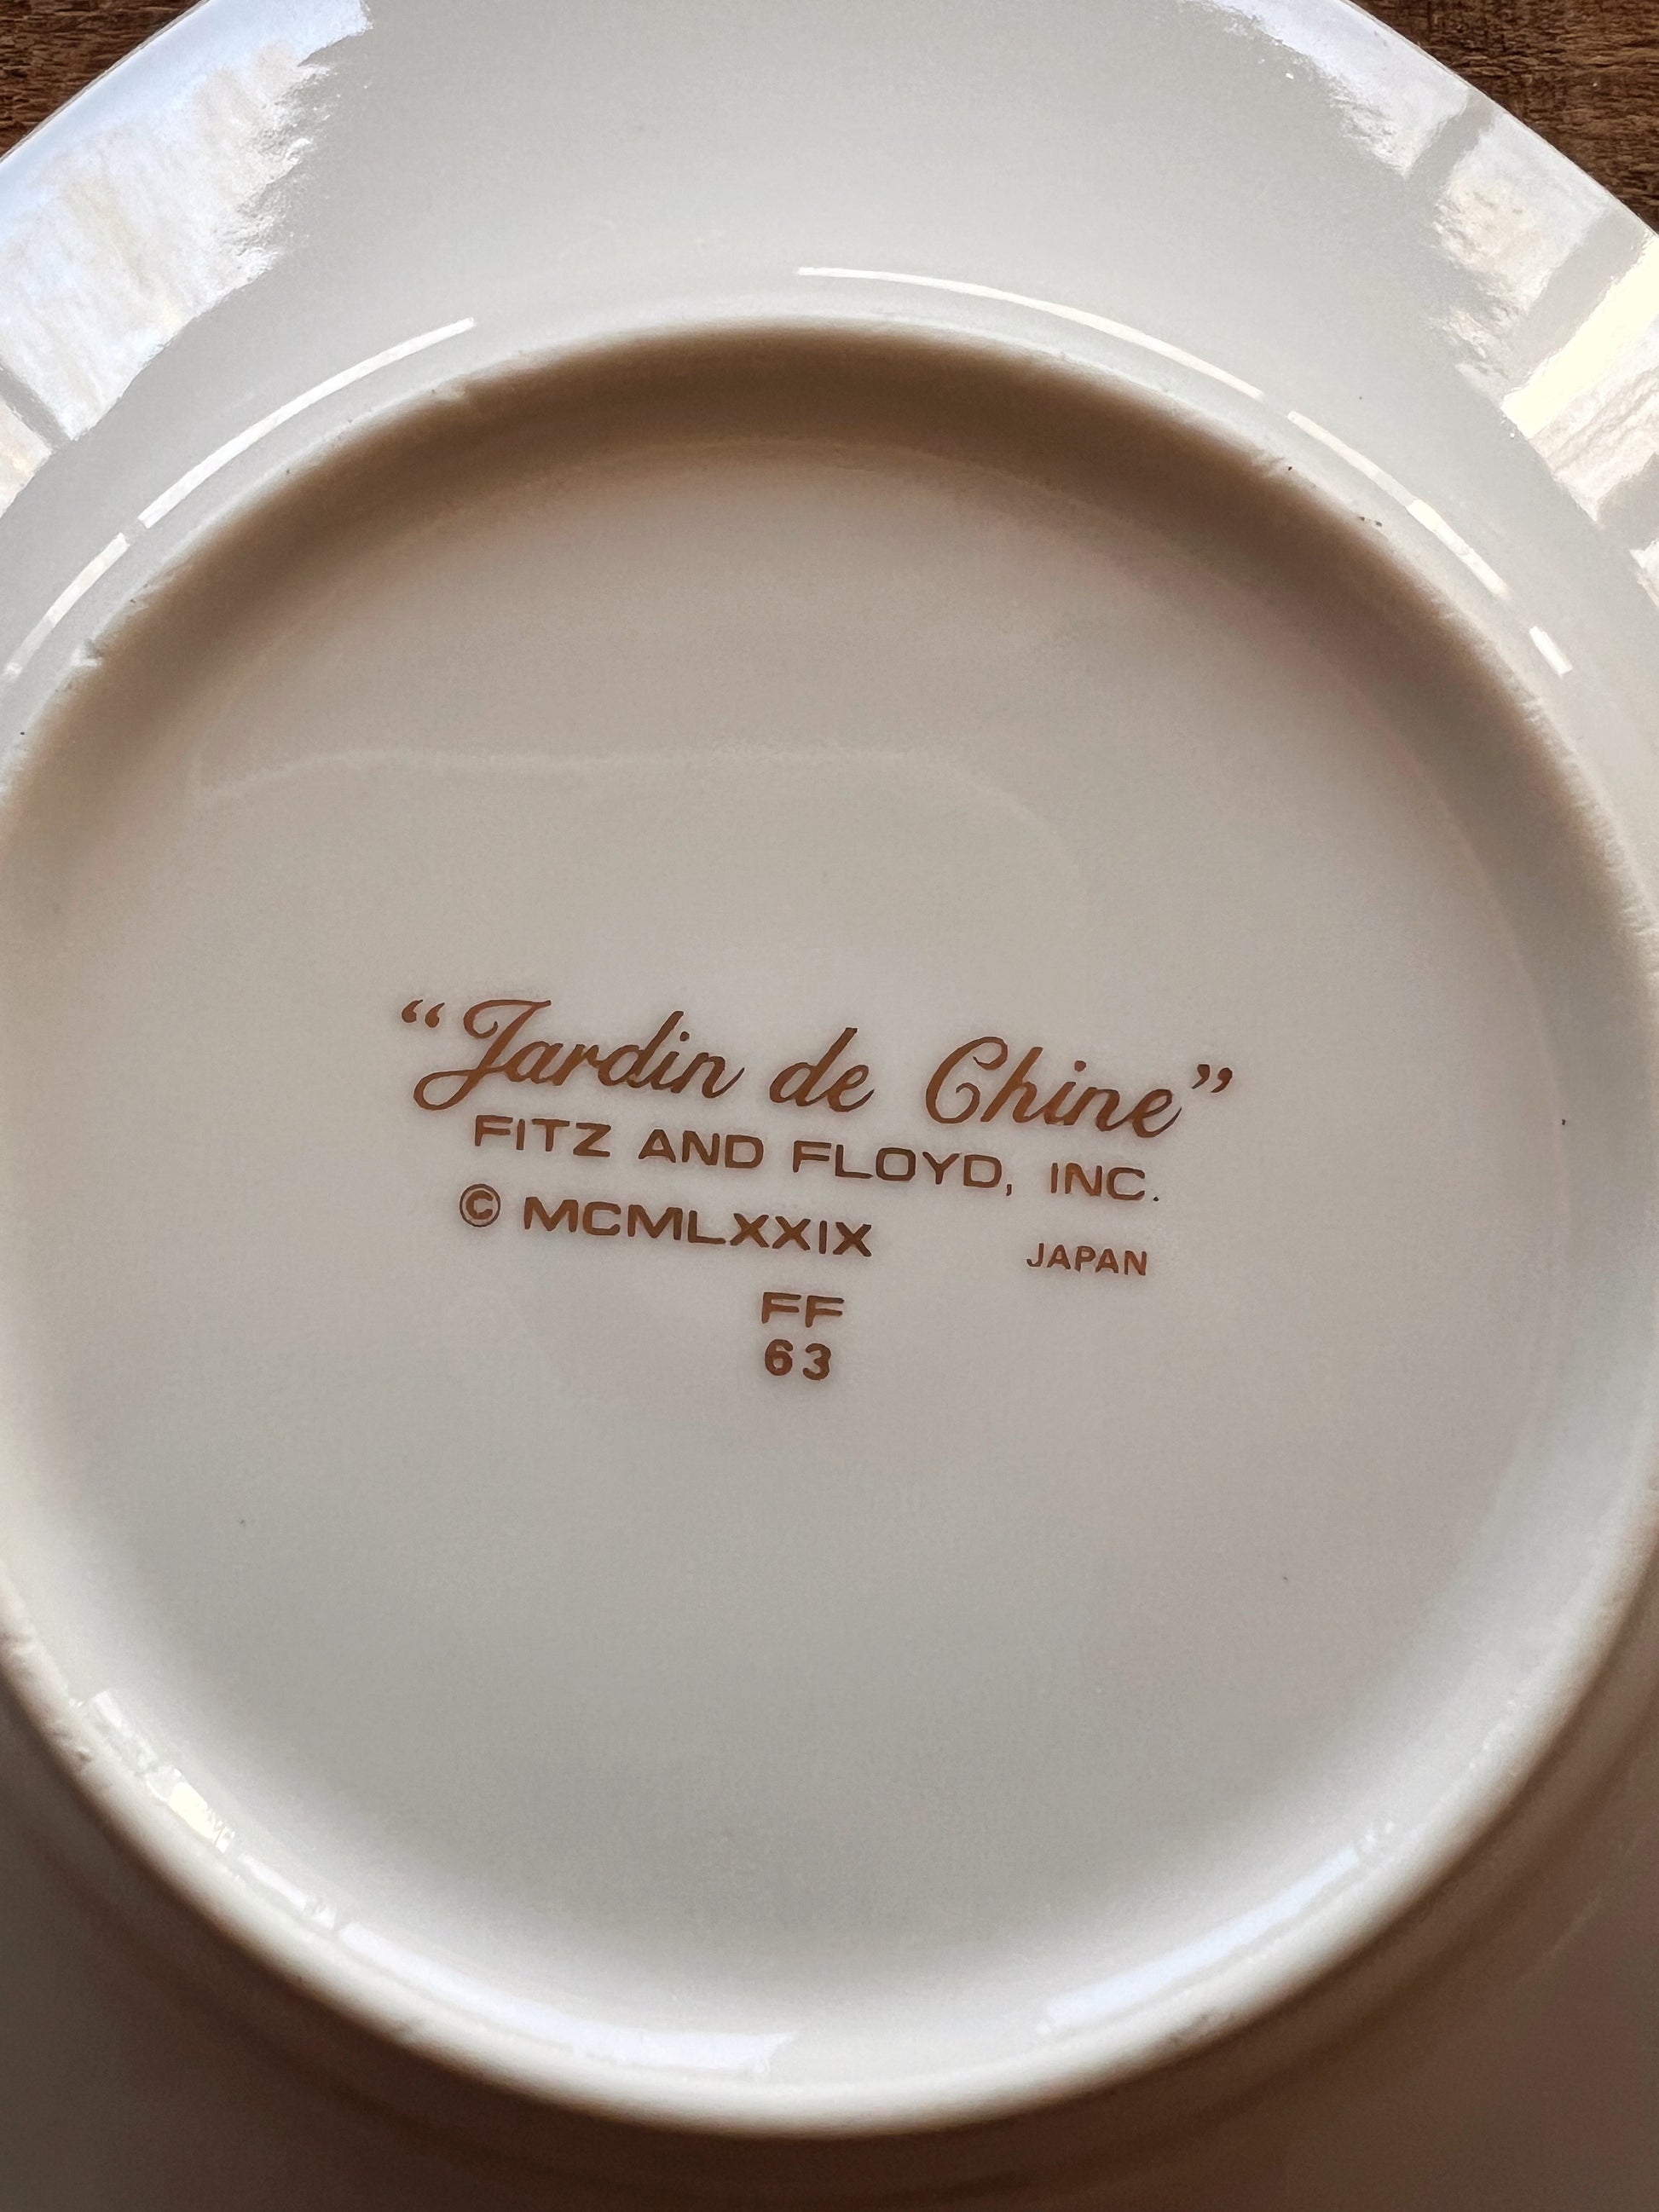 “Jardin de Chine”
FITZ AND FLOYD, INC.
© MCMLXXIX JAPAN
FF
63